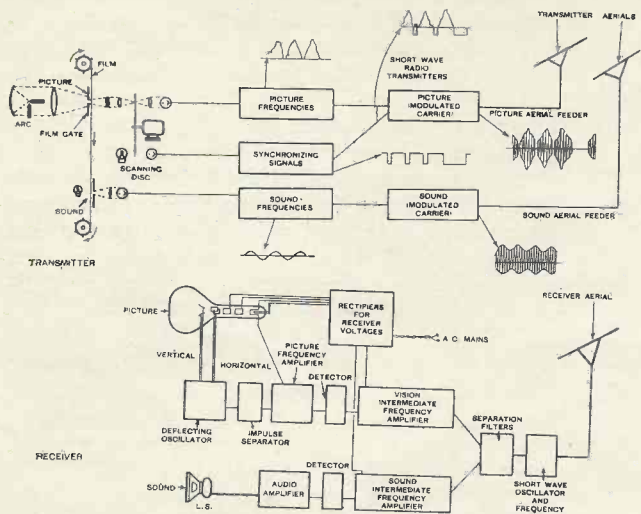 TRANSMITTER AERIALS
FILM
PICTURE
ARC
FILM GATE
SCANNING
DISC
SOUND
TRANSMITTER
PICTURE
FREQUENCIES
SHORT WAVE
RADIO
TRANSMITTERS
PICTURE
(MODULATED
CARRIER)
PICTURE AERIAL FEEDER
SYNCHRONIZING
SIGNALS
SOUND
FREQUENCIES
SOUND
(MODULATED
CARRIER)
SOUND AERIAL FEEDER
PICTURE
RECTIFIERS
FOR
RECEIVER
VOLTAGES
A.C. MAINS
RECEIVER
AERIAL
VERTICAL
HORIZONTAL
PICTURE
FREQUENCY
AMPLIFIER
DETECTOR
VISION
INTERMEDIATE
FREQUENCY
AMPLIFIER
SEPARATION
FILTERS
DEFLECTING
OSCILLATOR
IMPULSE
SEPARATOR
RECEIVER
SOUND
L.S.
AUDIO
AMPLIFIER
DETECTOR
SOUND
INTERMEDIATE
FREQUENCY
AMPLIFIER
SHORT WAVE
OSCILLATOR
AND
FREQUENCY